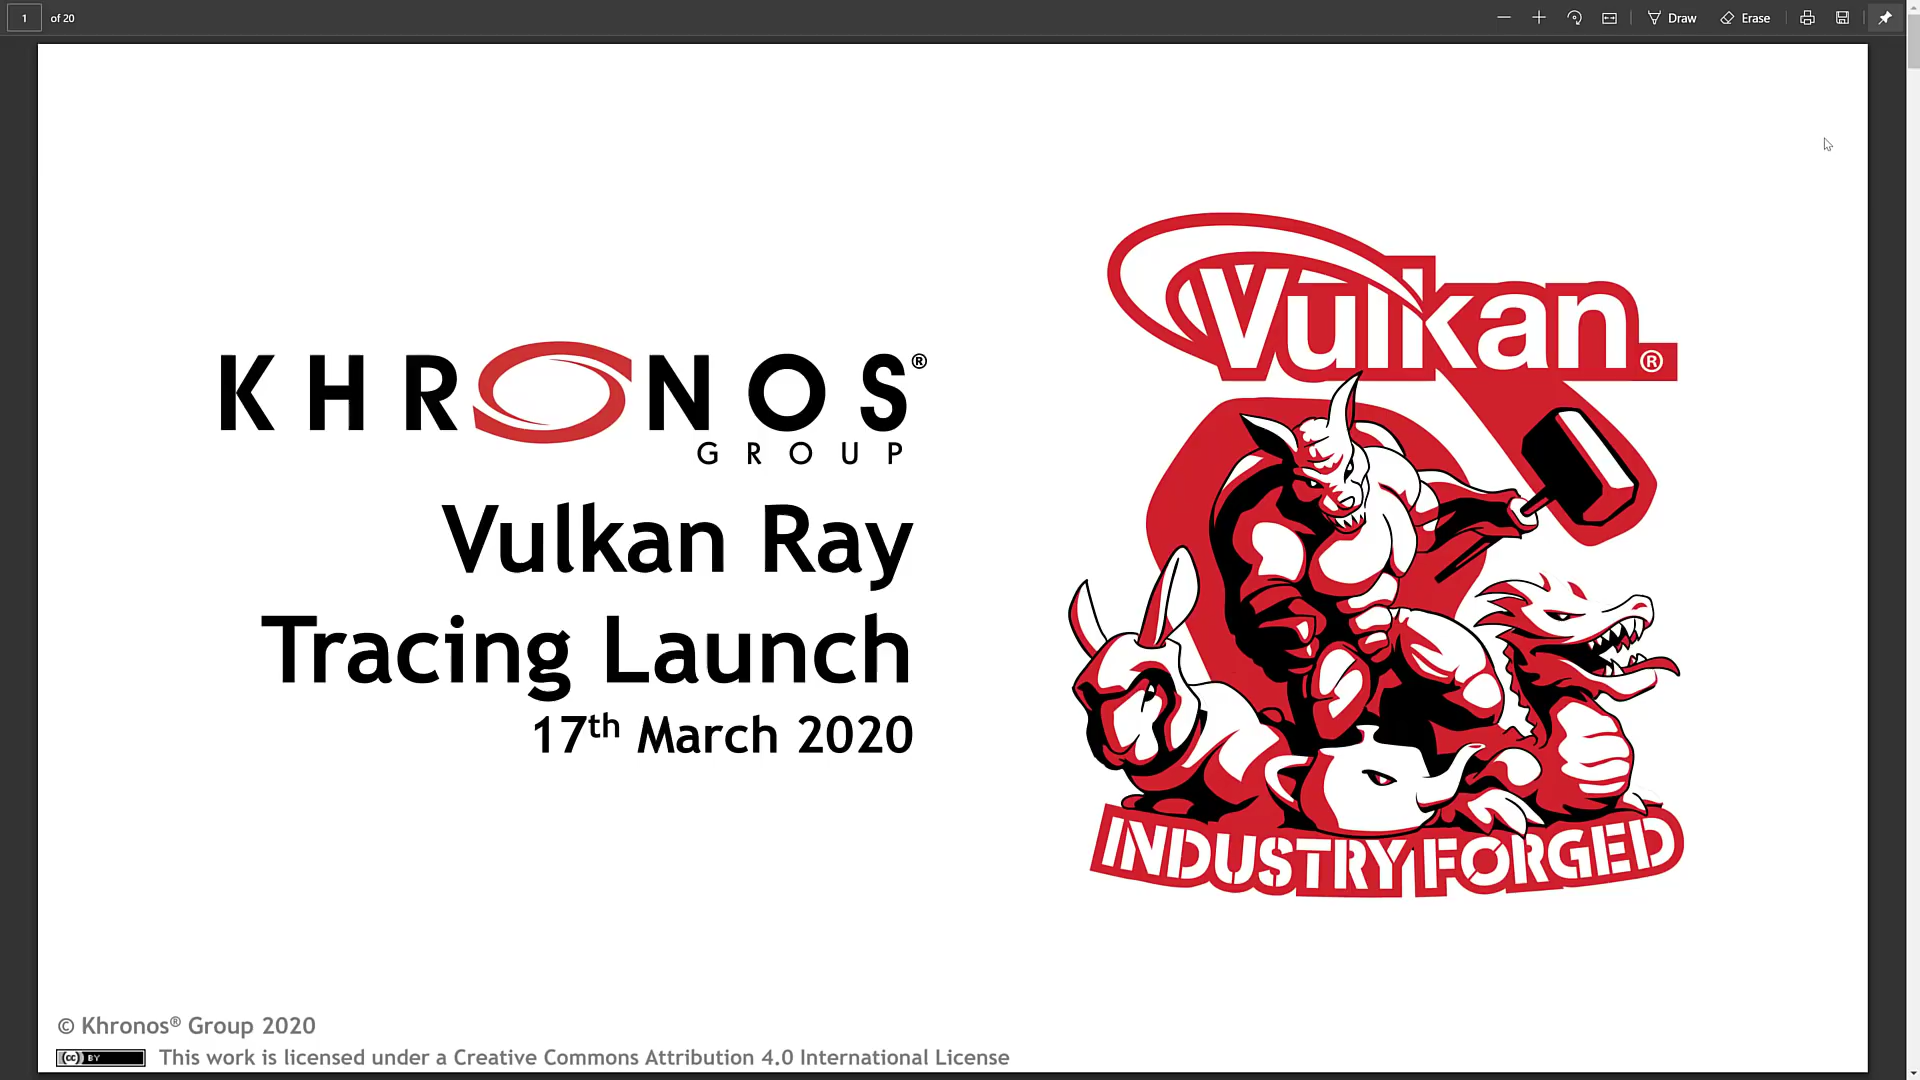 1 of 20
Draw
Erase
KHRONOS®
GROUP
Vulkan Ray
Tracing Launch
17th March 2020
Vulkan®
INDUSTRY FORGED
© Khronos® Group 2020
cc BY This work is licensed under a Creative Commons Attribution 4.0 International License